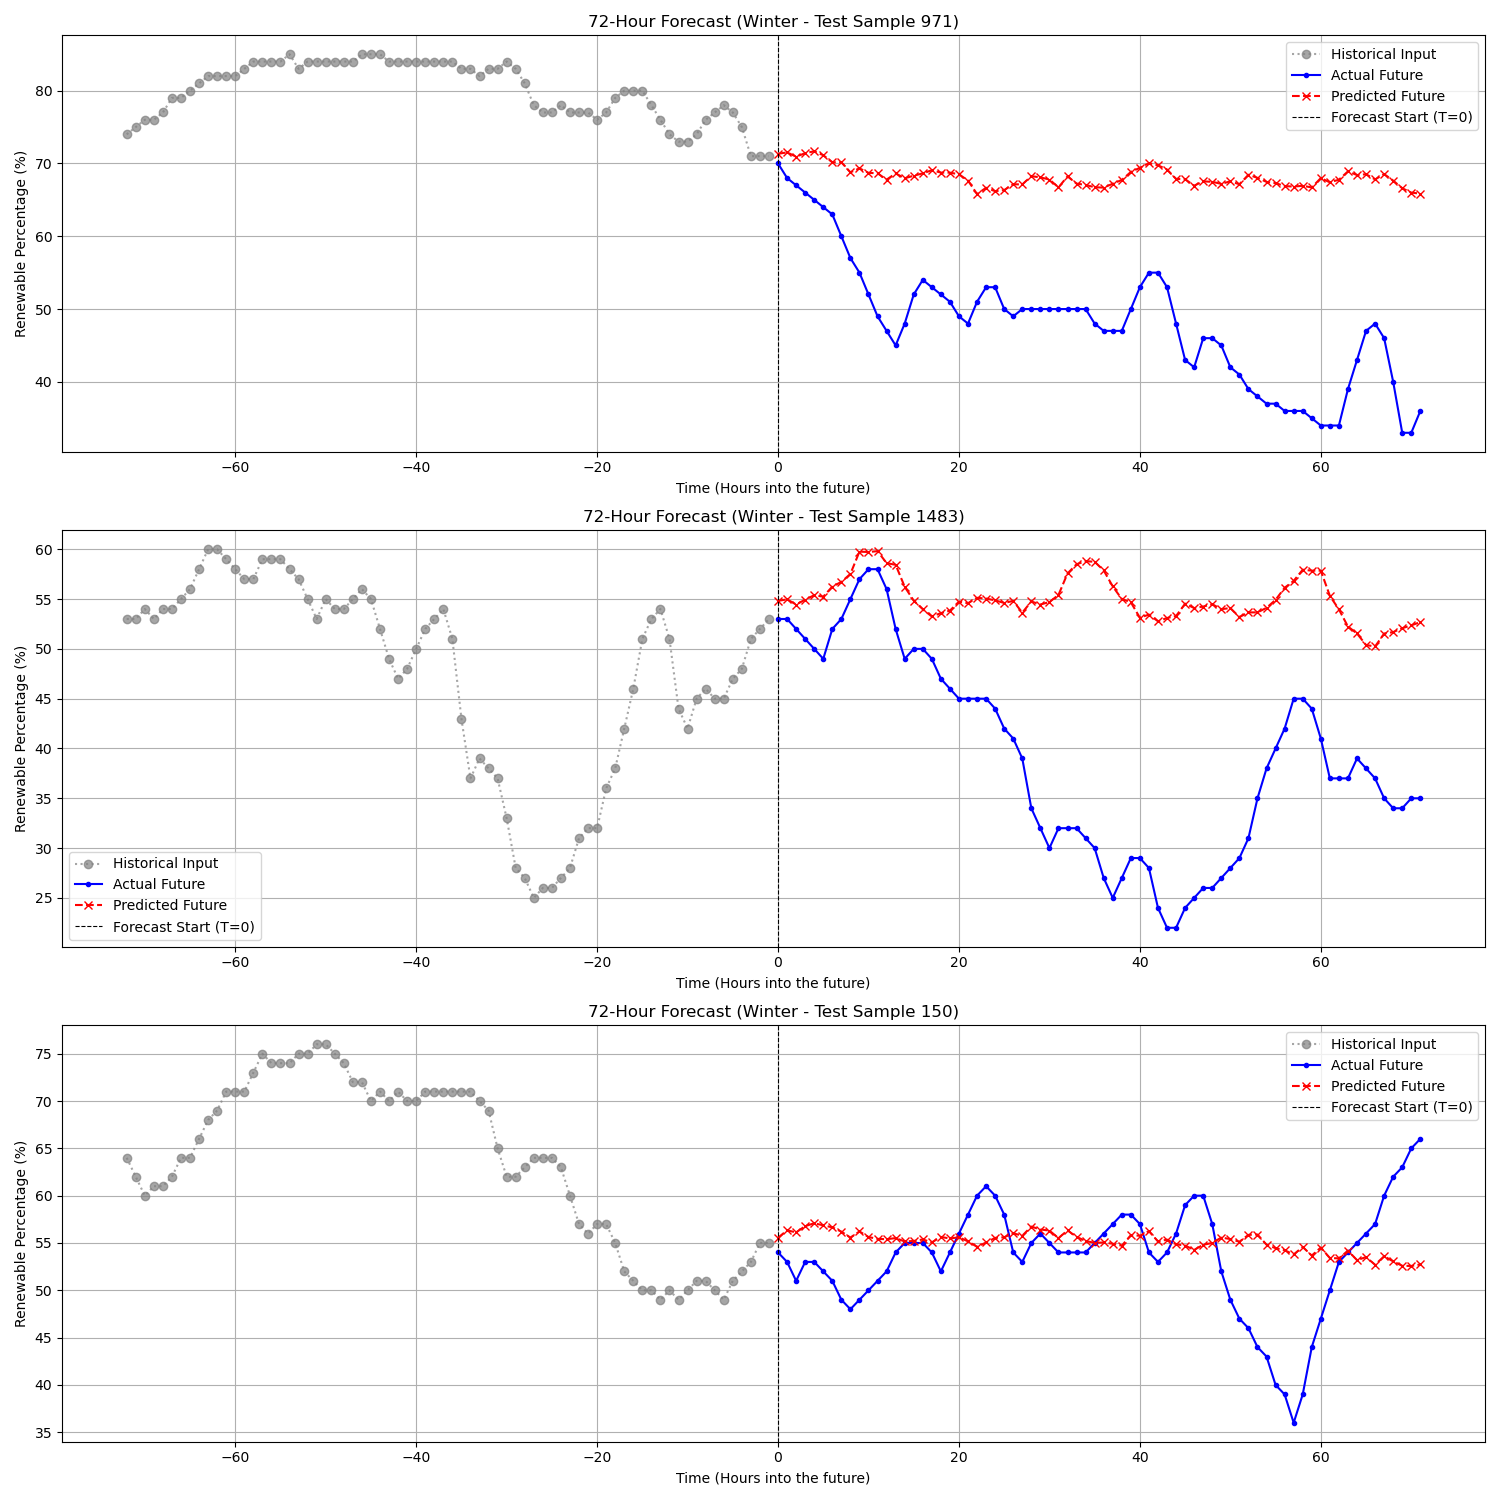 72-Hour Forecast (Winter - Test Sample 971)
Renewable Percentage (%)
80
70
60
50
40
Historical Input
Actual Future
Predicted Future
Forecast Start (T=0)
−60 −40 −20 0 20 40 60
Time (Hours into the future)
72-Hour Forecast (Winter - Test Sample 1483)
Renewable Percentage (%)
60
55
50
45
40
35
30
25
Historical Input
Actual Future
Predicted Future
Forecast Start (T=0)
−60 −40 −20 0 20 40 60
Time (Hours into the future)
72-Hour Forecast (Winter - Test Sample 150)
Renewable Percentage (%)
75
70
65
60
55
50
45
40
35
Historical Input
Actual Future
Predicted Future
Forecast Start (T=0)
−60 −40 −20 0 20 40 60
Time (Hours into the future)